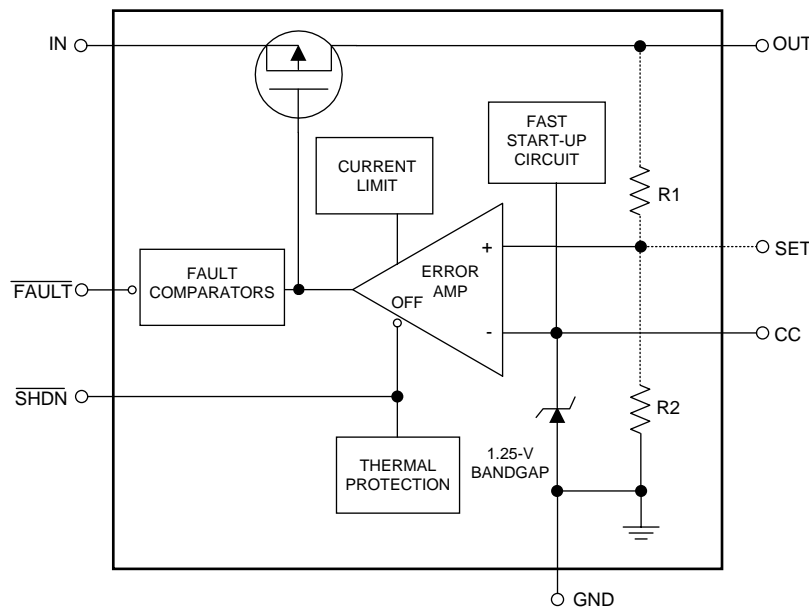 IN
OUT
FAST
START-UP
CIRCUIT
CURRENT
LIMIT
R1
+
SET
FAULT
FAULT
COMPARATORS
ERROR
AMP
OFF
-
CC
SHDN
R2
1.25-V
BANDGAP
THERMAL
PROTECTION
GND